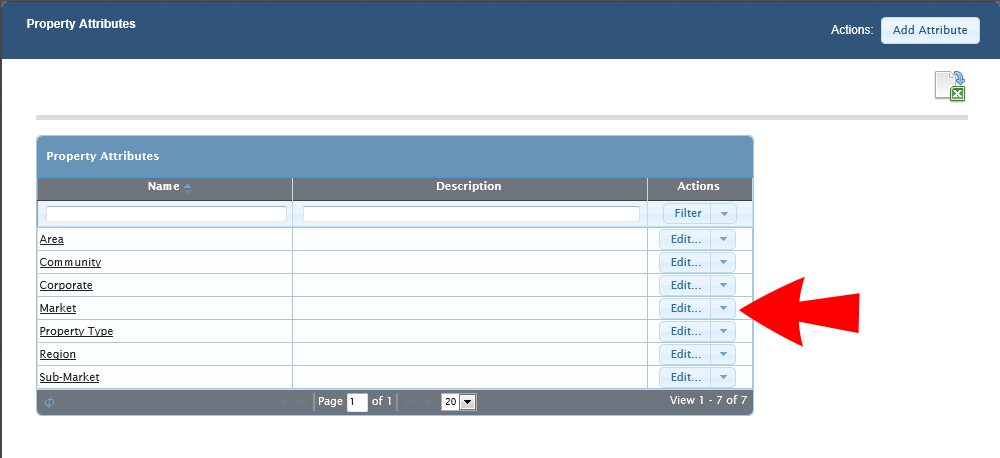 Property Attributes
Actions: Add Attribute
Property Attributes
Name Description Actions
Filter
Area Edit...
Community Edit...
Corporate Edit...
Market Edit...
Property Type Edit...
Region Edit...
Sub-Market Edit...
Page 1 of 1 20 View 1 - 7 of 7